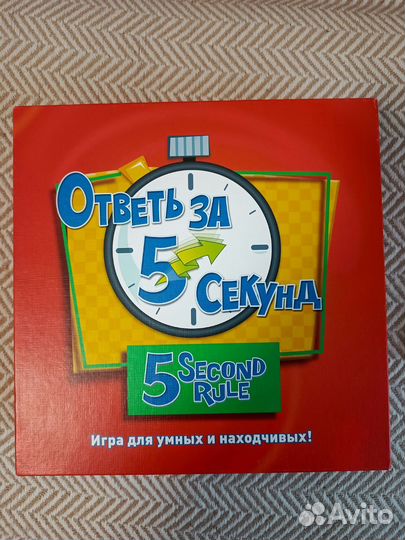 ОТВЕТЬ ЗА
5 СЕКУНД
5 SECOND
RULE
Игра для умных и находчивых!
Avito